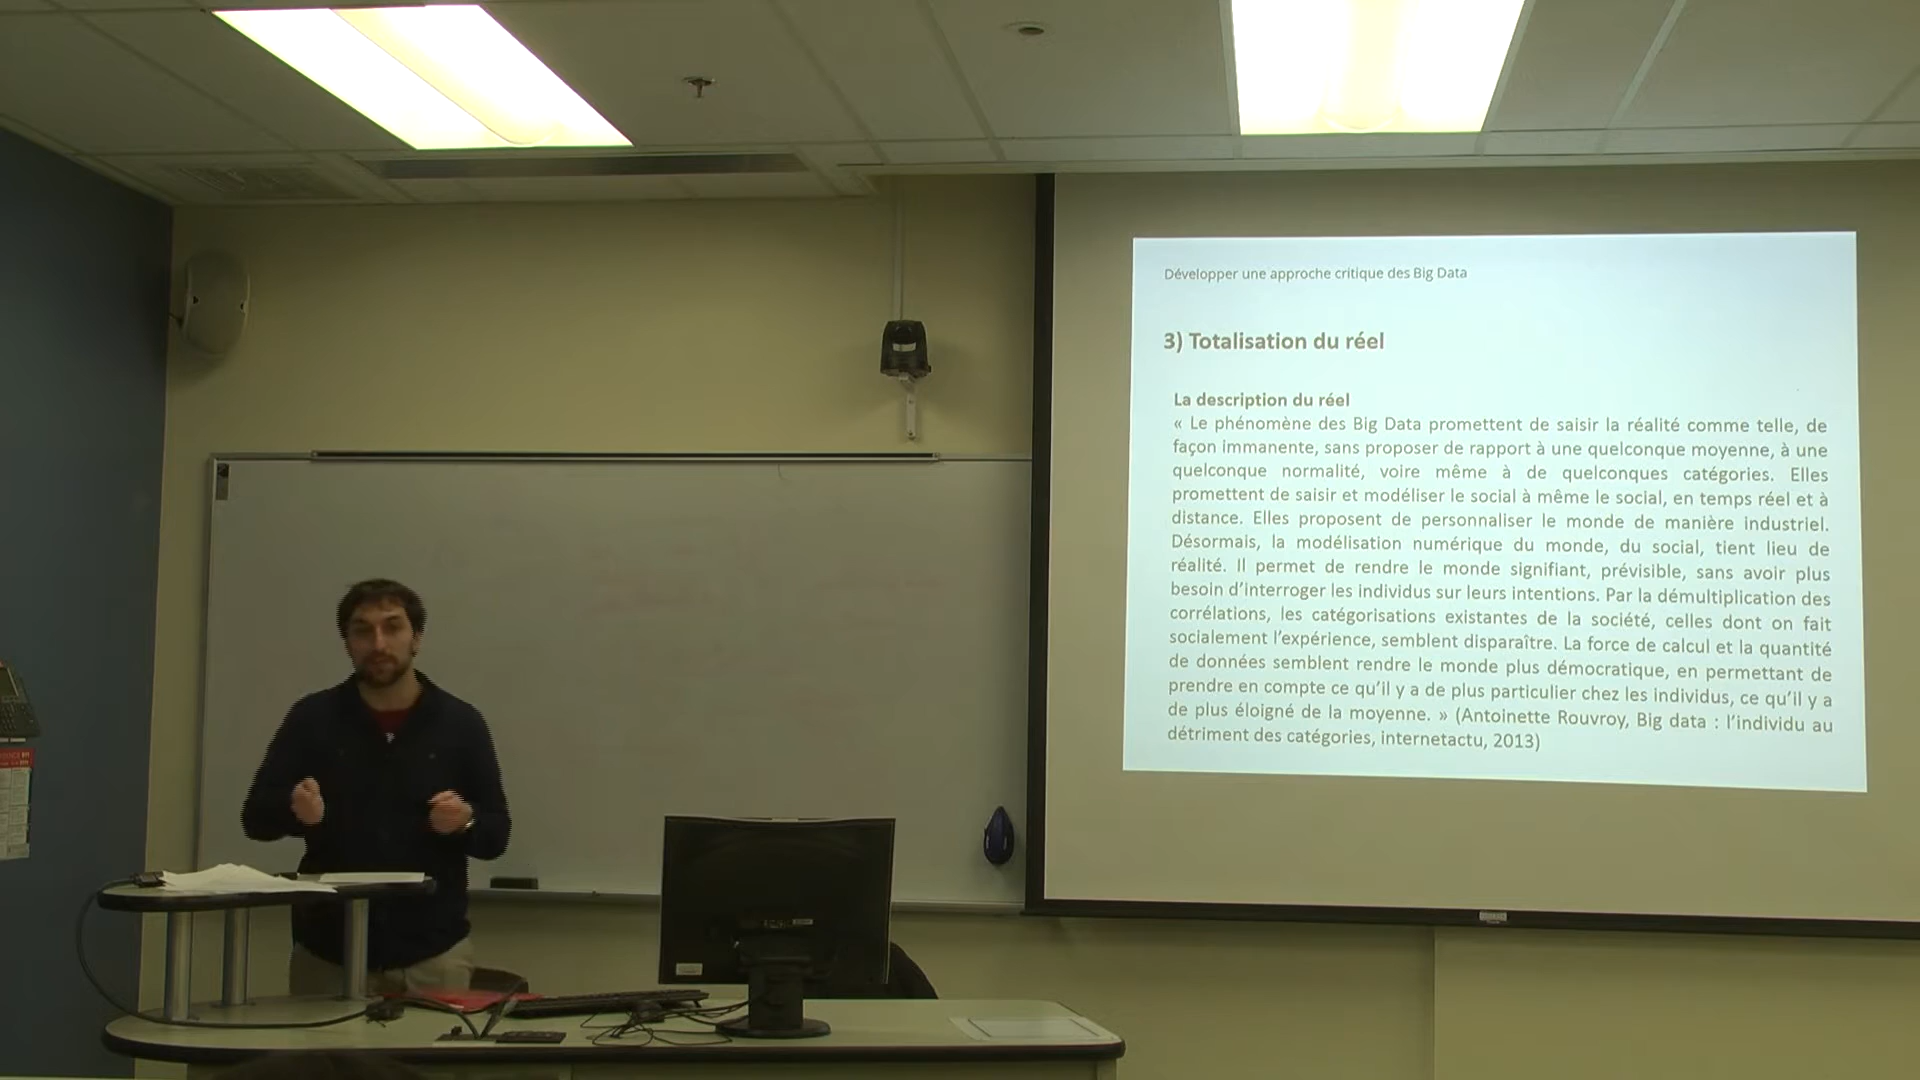 Développer une approche critique des Big Data
3) Totalisation du réel
La description du réel
« Le phénomène des Big Data promettent de saisir la réalité comme telle, de
façon immanente, sans proposer de rapport à une quelconque moyenne, à une
quelconque normalité, voire même à de quelconques catégories. Elles
promettent de saisir et modéliser le social à même le social, en temps réel et à
distance. Elles proposent de personnaliser le monde de manière industriel.
Désormais, la modélisation numérique du monde, du social, tient lieu de
réalité. Il permet de rendre le monde signifiant, prévisible, sans avoir plus
besoin d’interroger les individus sur leurs intentions. Par la démultiplication des
corrélations, les catégorisations existantes de la société, celles dont on fait
socialement l’expérience, semblent disparaître. La force de calcul et la quantité
de données semblent rendre le monde plus démocratique, en permettant de
prendre en compte ce qu’il y a de plus particulier chez les individus, ce qu’il y a
de plus éloigné de la moyenne. » (Antoinette Rouvroy, Big data : l’individu au
détriment des catégories, internetactu, 2013)